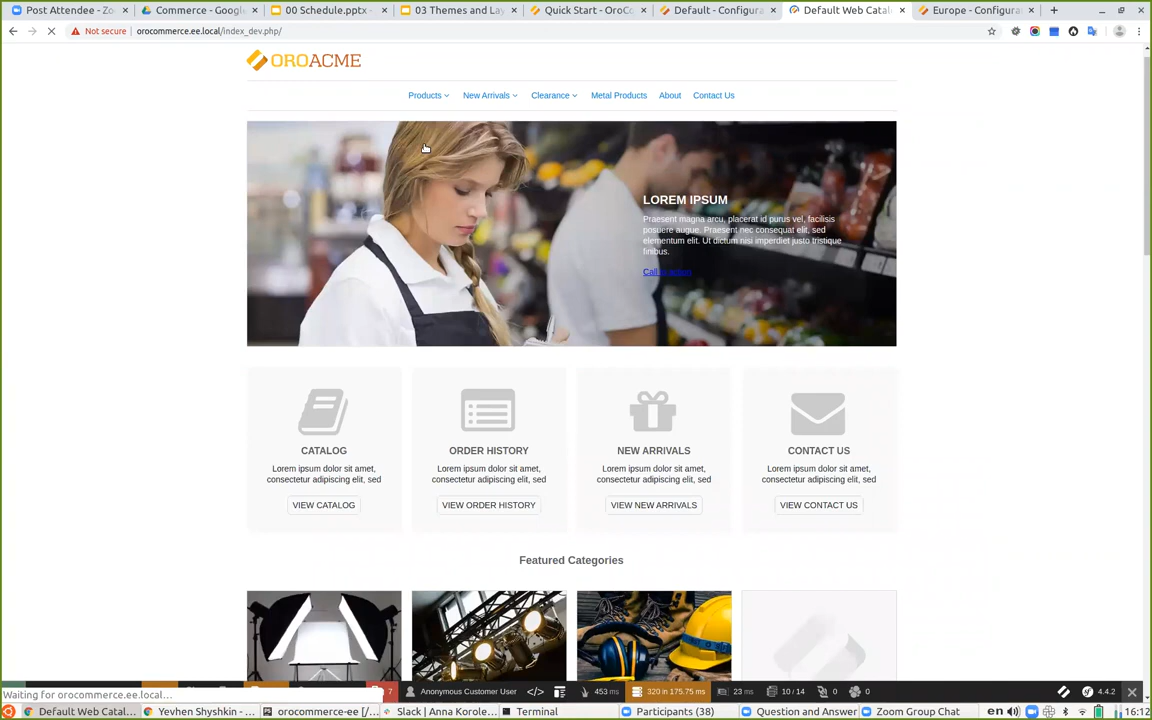 Post Attendee - Zo
Commerce - Google
00 Schedule.pptx -
03 Themes and Lay
Quick Start - OroCo
Default - Configura
Default Web Catal
Europe - Configuras
Not secure | orocommerce.ee.local/index_dev.php/
OROACME
Products
New Arrivals
Clearance
Metal Products
About
Contact Us
LOREM IPSUM
Praesent magna arcu, placerat id purus vel, facilisis
posuere augue. Praesent nec consequat elit, sed
elementum elit. Ut dictum nisi imperdiet justo tristique
finibus.
Call to action
CATALOG
Lorem ipsum dolor sit amet,
consectetur adipiscing elit, sed
VIEW CATALOG
ORDER HISTORY
Lorem ipsum dolor sit amet,
consectetur adipiscing elit, sed
VIEW ORDER HISTORY
NEW ARRIVALS
Lorem ipsum dolor sit amet,
consectetur adipiscing elit, sed
VIEW NEW ARRIVALS
CONTACT US
Lorem ipsum dolor sit amet,
consectetur adipiscing elit, sed
VIEW CONTACT US
Featured Categories
Waiting for orocommerce.ee.local...
7
Anonymous Customer User
</>
453 ms
320 in 175.75 ms
23 ms
10 / 14
0
0
4.4.2
Default Web Catal...
Yevhen Shyshkin - ...
orocommerce-ee [/...
Slack | Anna Korole...
Terminal
Participants (38)
Question and Answer
Zoom Group Chat
en
16:12